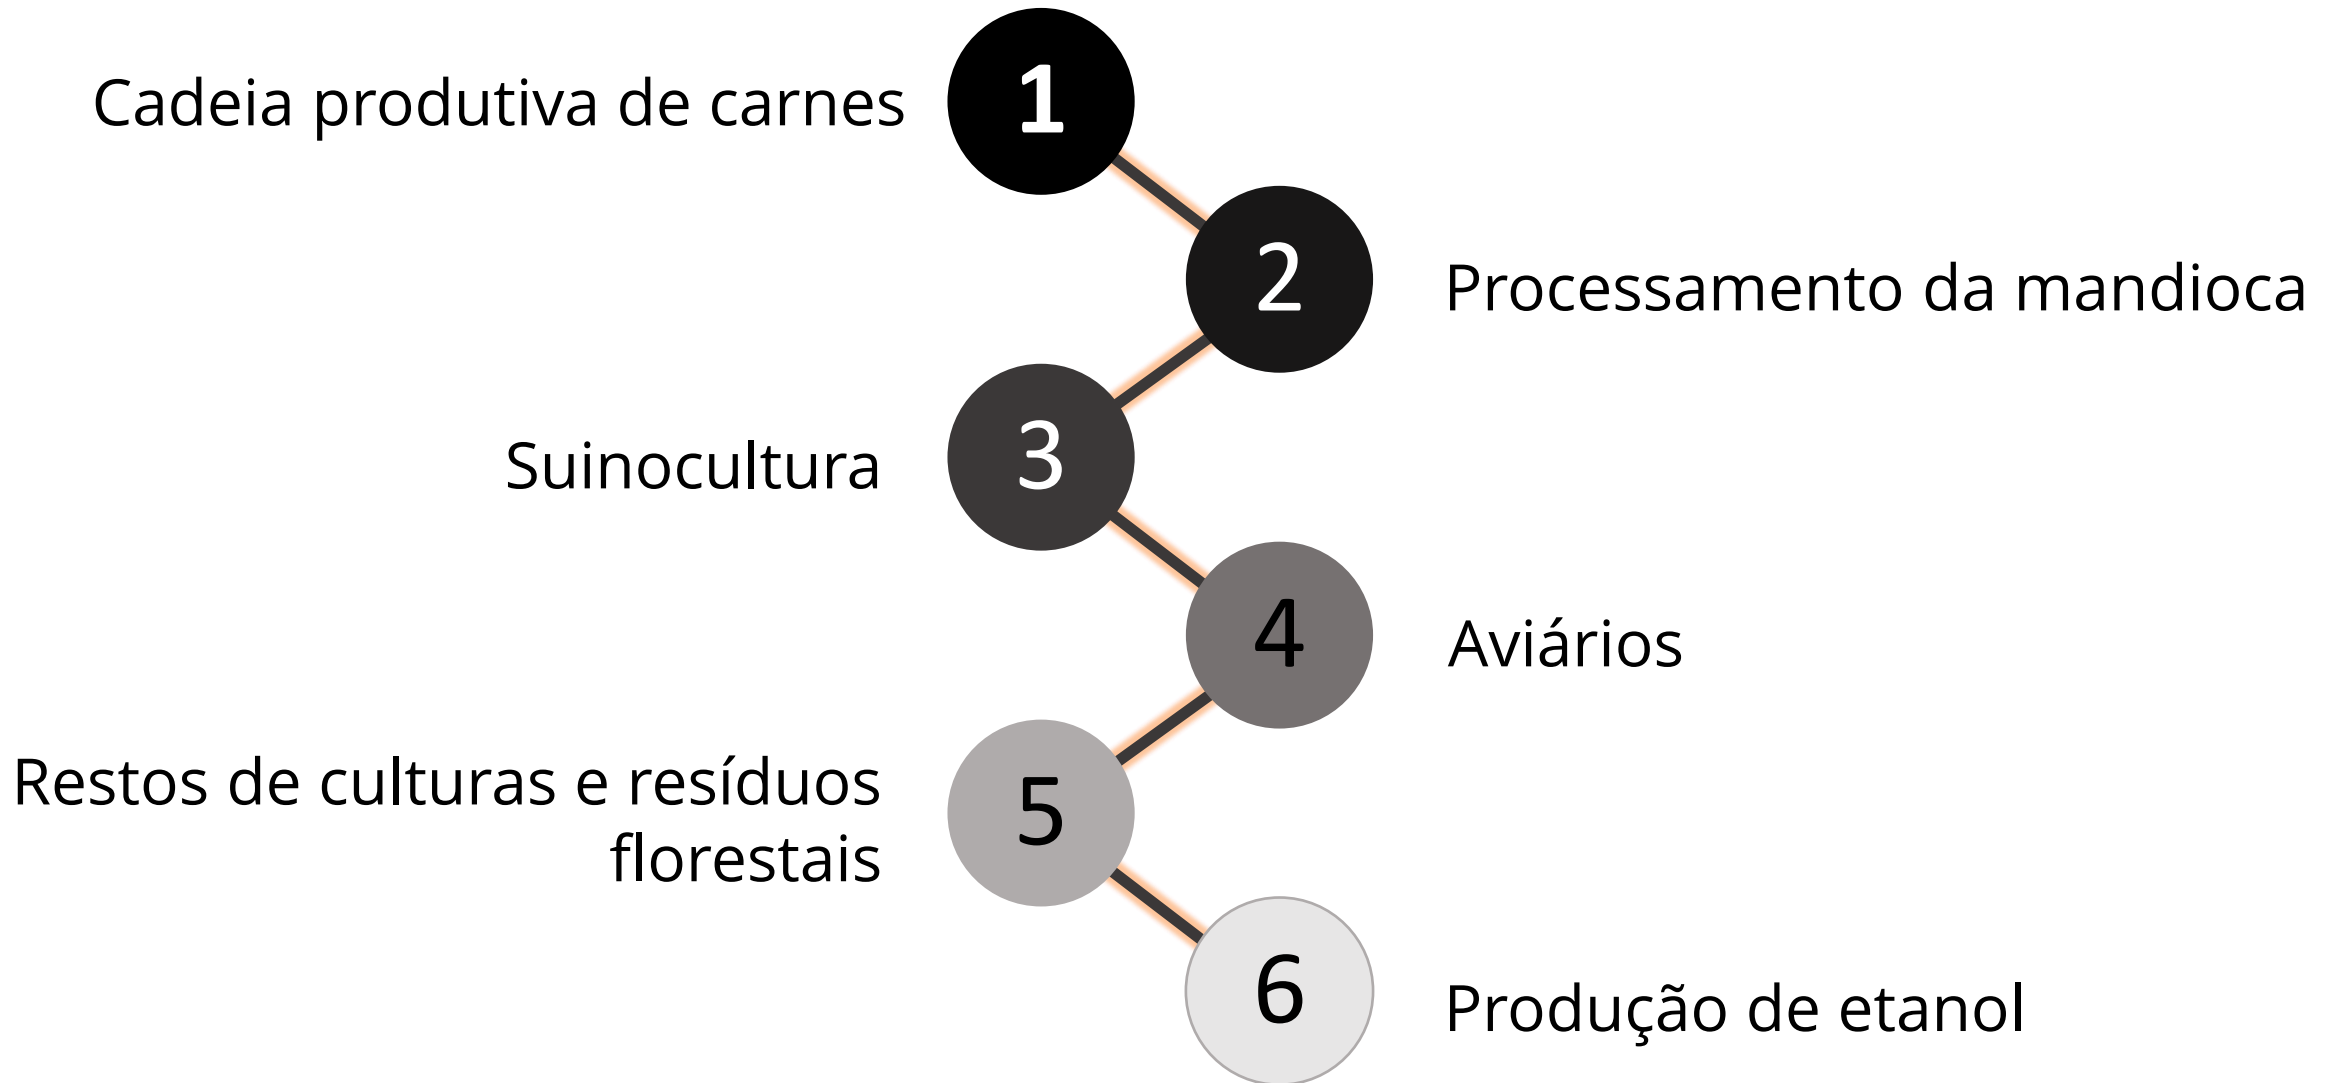 Cadeia produtiva de carnes
1
2
Processamento da mandioca
Suinocultura
3
4
Aviários
Restos de culturas e resíduos
florestais
5
6
Produção de etanol